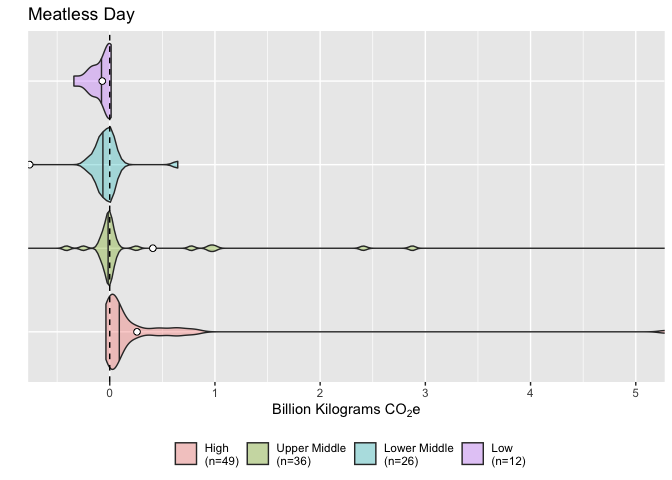 Meatless Day
0 1 2 3 4 5
Billion Kilograms CO₂e
High Upper Middle Lower Middle Low
(n=49) (n=36) (n=26) (n=12)